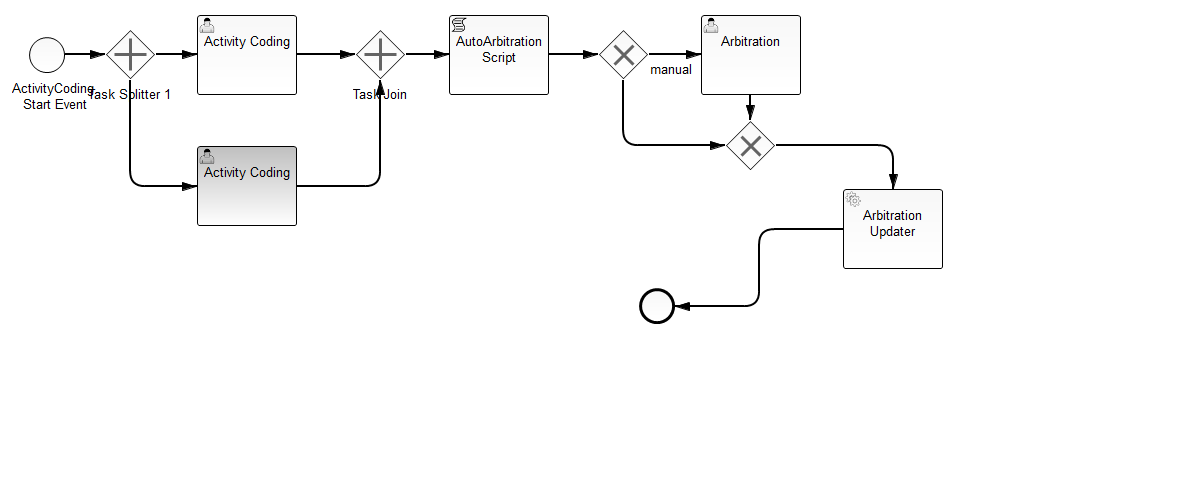 Activity Coding
AutoArbitration
Script
Arbitration
manual
ActivityCoding
Start Event
Task Splitter 1
Task Join
Activity Coding
Arbitration
Updater